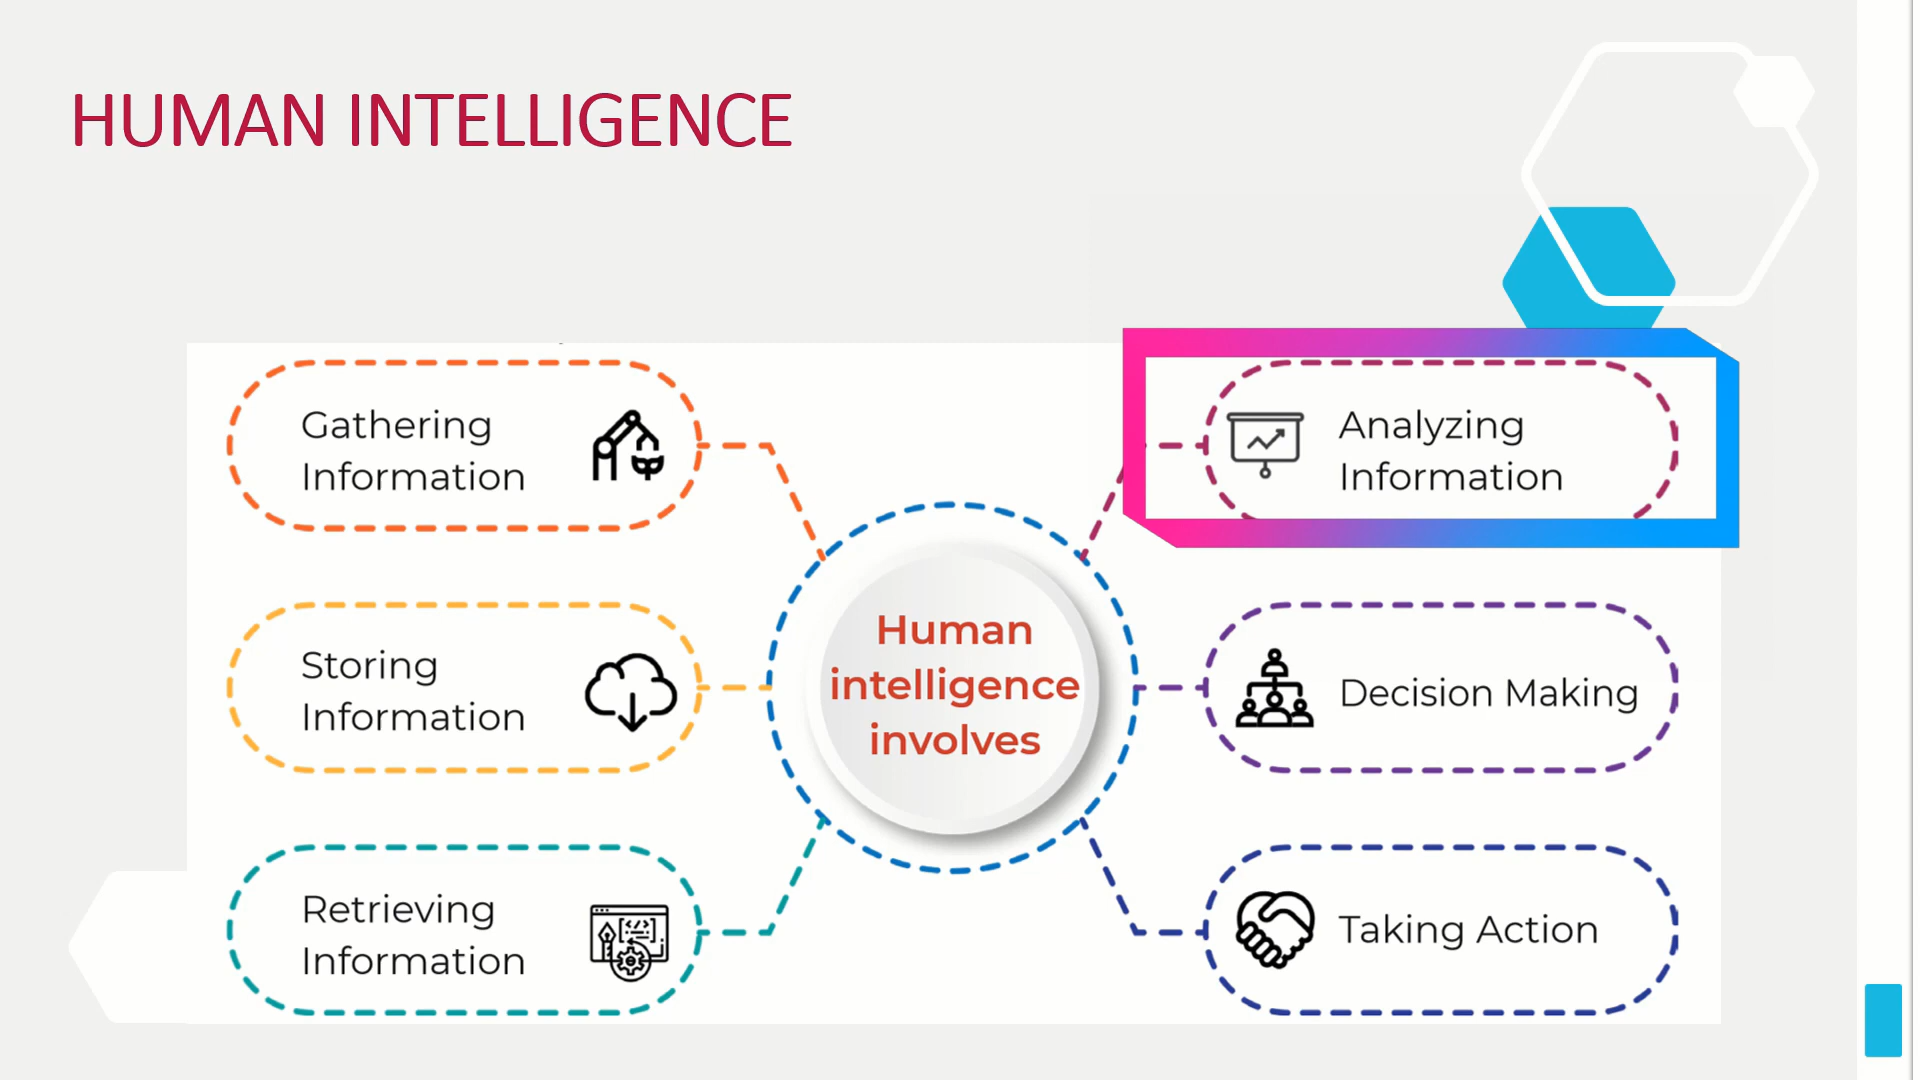 HUMAN INTELLIGENCE
Gathering
Information
Storing
Information
Retrieving
Information
Human
intelligence
involves
Analyzing
Information
Decision Making
Taking Action